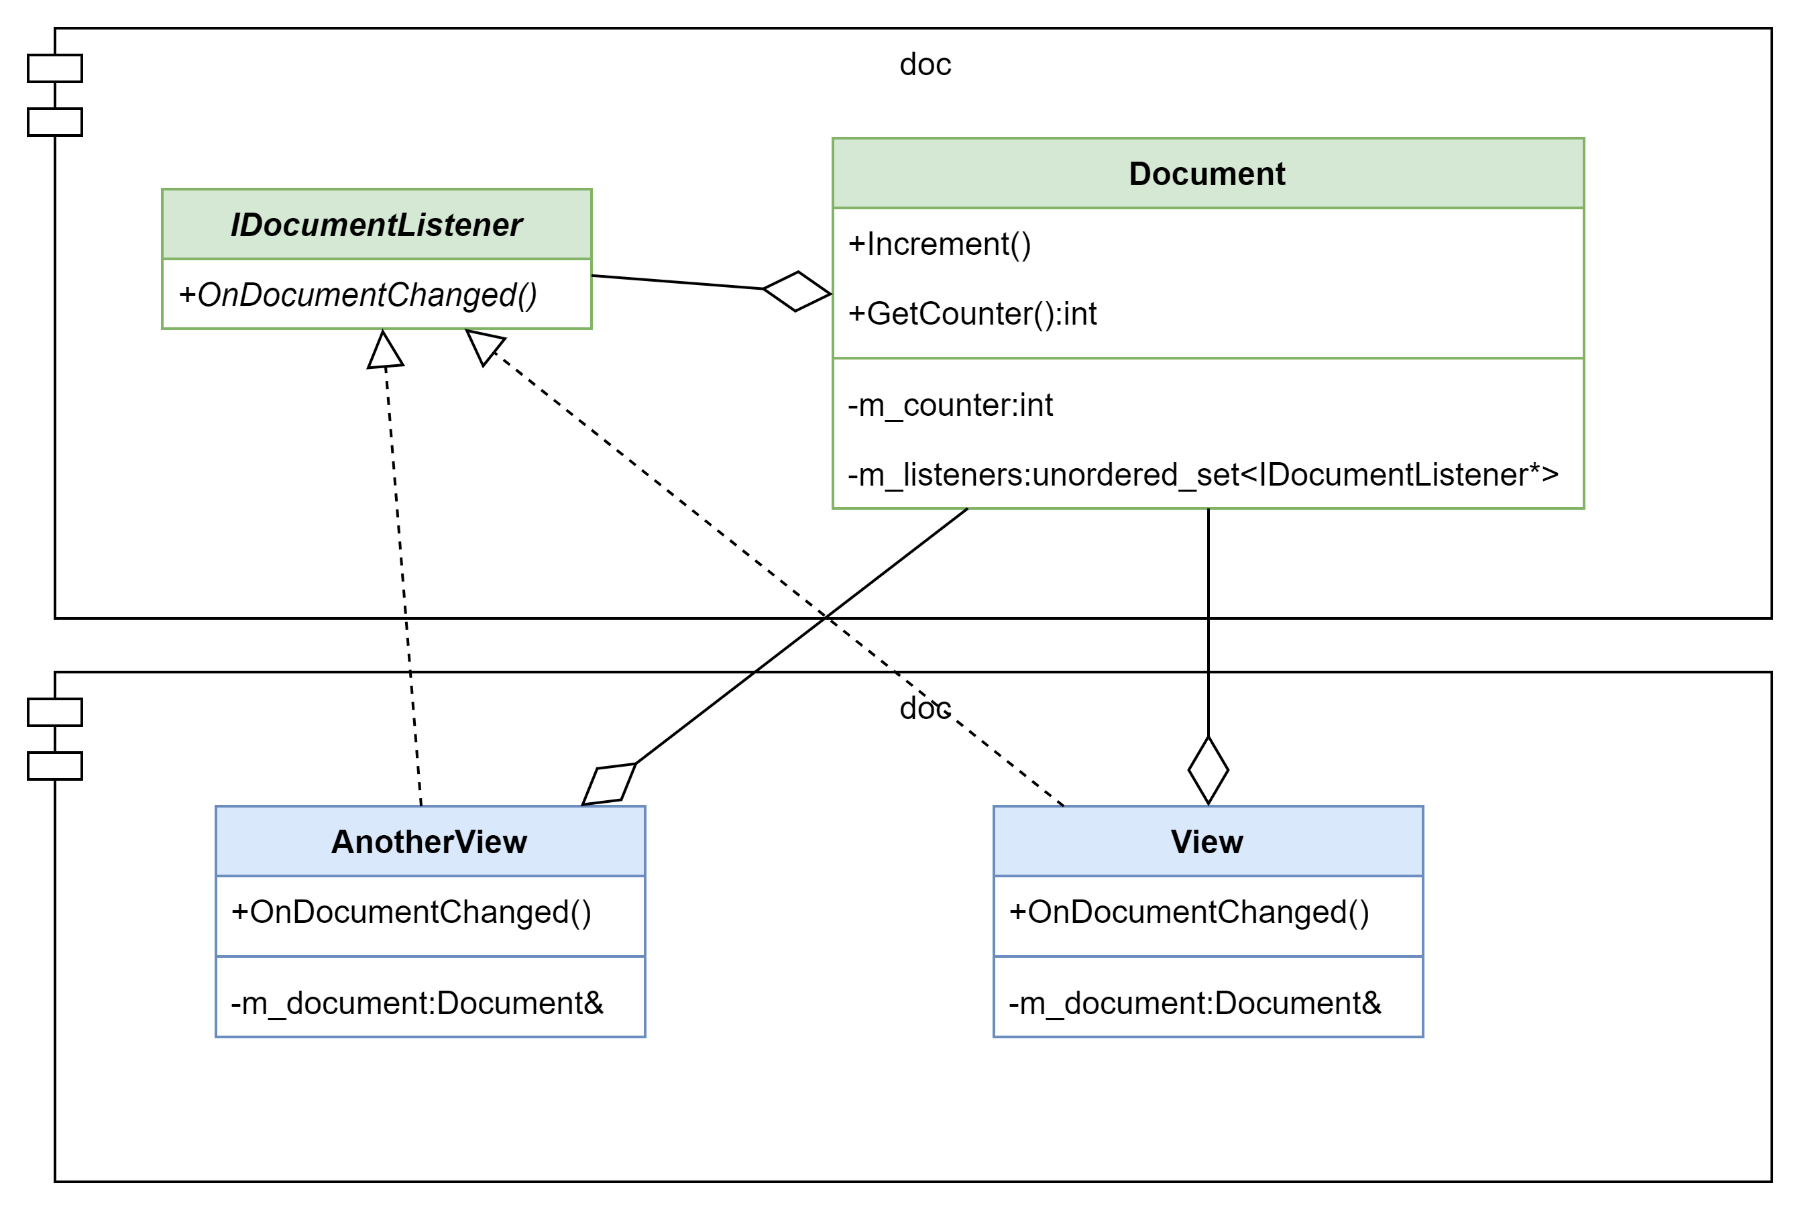 doc
IDocumentListener
+OnDocumentChanged()
Document
+Increment()
+GetCounter():int
-m_counter:int
-m_listeners:unordered_set<IDocumentListener*>
doc
AnotherView
+OnDocumentChanged()
-m_document:Document&
View
+OnDocumentChanged()
-m_document:Document&